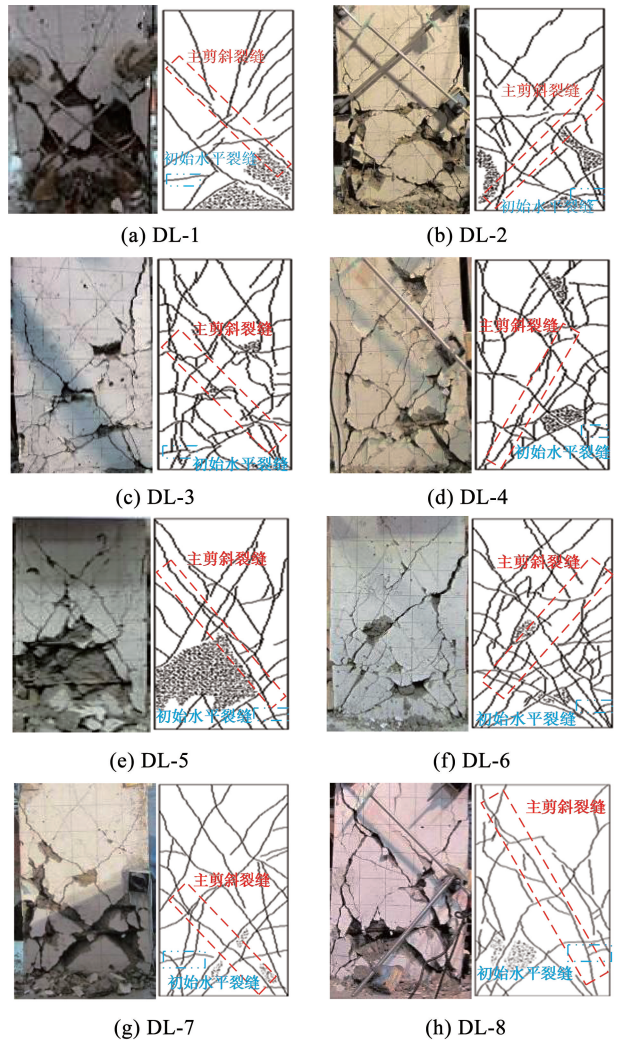 主剪斜裂缝
初始水平裂缝
(a) DL-1
主剪斜裂缝
初始水平裂缝
(b) DL-2
主剪斜裂缝
初始水平裂缝
(c) DL-3
主剪斜裂缝
初始水平裂缝
(d) DL-4
主剪斜裂缝
初始水平裂缝
(e) DL-5
主剪斜裂缝
初始水平裂缝
(f) DL-6
主剪斜裂缝
初始水平裂缝
(g) DL-7
主剪斜裂缝
初始水平裂缝
(h) DL-8